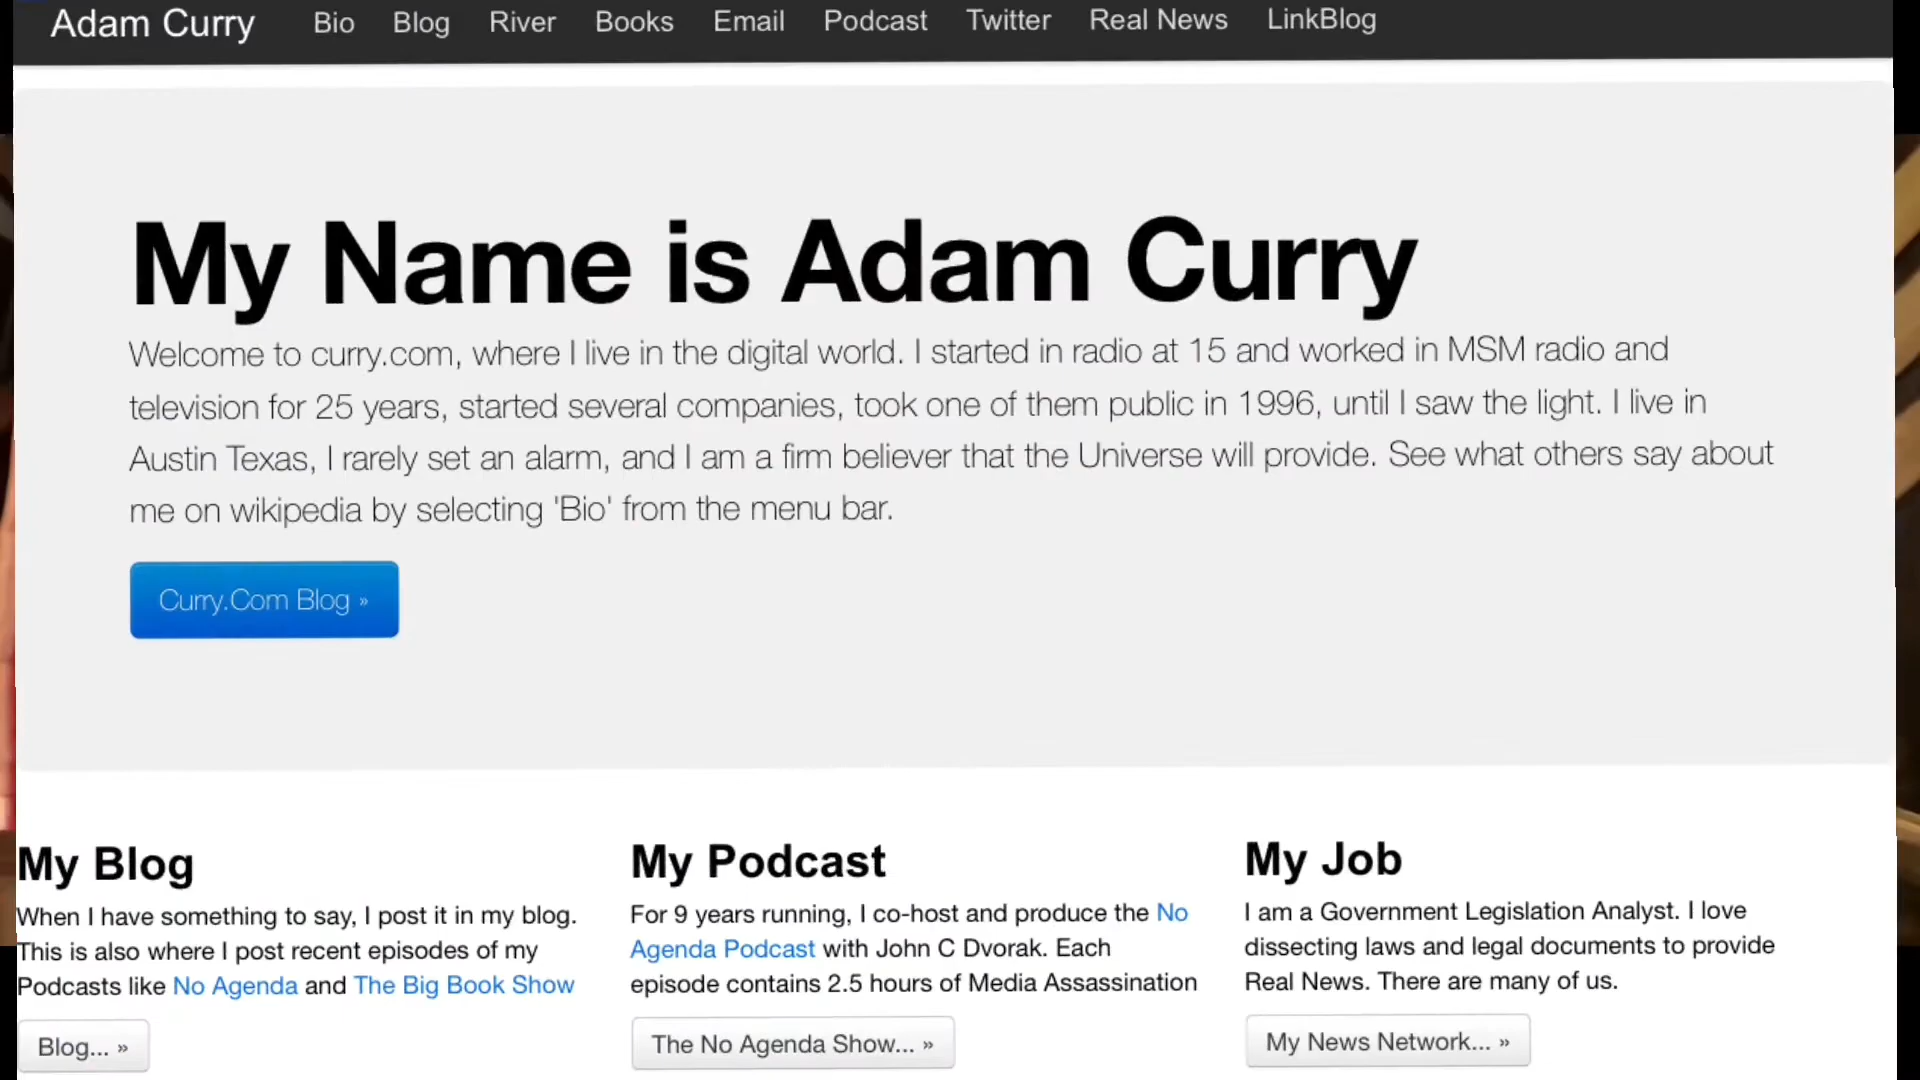 Adam Curry Bio Blog River Books Email Podcast Twitter Real News LinkBlog
My Name is Adam Curry
Welcome to curry.com, where I live in the digital world. I started in radio at 15 and worked in MSM radio and
television for 25 years, started several companies, took one of them public in 1996, until I saw the light. I live in
Austin Texas, I rarely set an alarm, and I am a firm believer that the Universe will provide. See what others say about
me on wikipedia by selecting 'Bio' from the menu bar.
Curry.Com Blog »
My Blog
When I have something to say, I post it in my blog.
This is also where I post recent episodes of my
Podcasts like No Agenda and The Big Book Show
Blog... »
My Podcast
For 9 years running, I co-host and produce the No
Agenda Podcast with John C Dvorak. Each
episode contains 2.5 hours of Media Assassination
The No Agenda Show... »
My Job
I am a Government Legislation Analyst. I love
dissecting laws and legal documents to provide
Real News. There are many of us.
My News Network... »